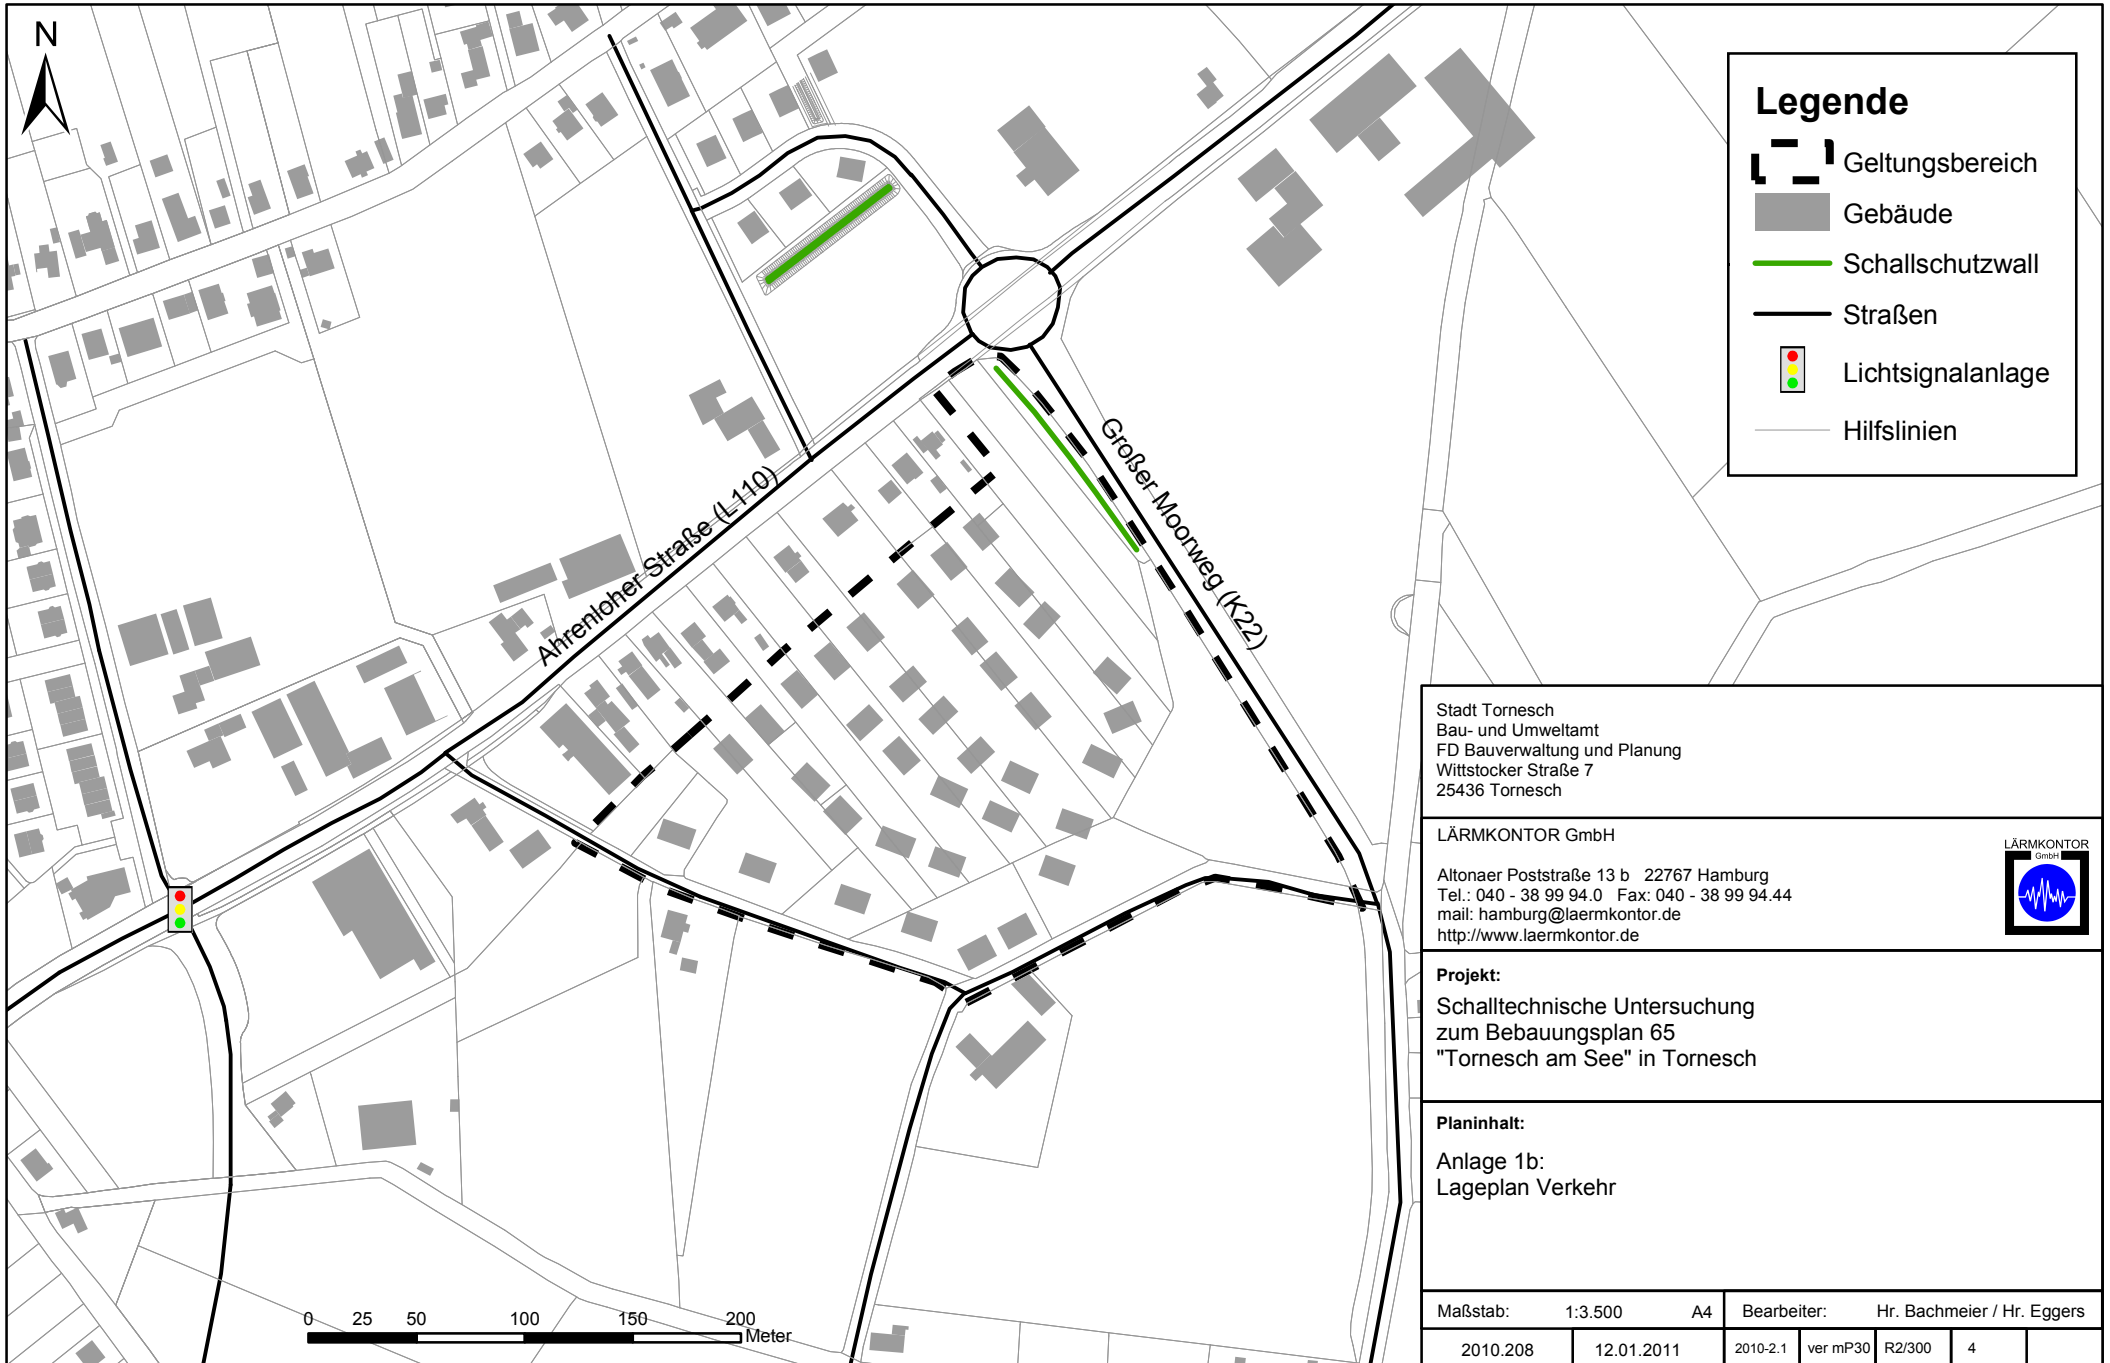 N
Legende
Geltungsbereich
Gebäude
Schallschutzwall
Straßen
Lichtsignalanlage
Hilfslinien
Ahrenloher Straße (L110)
Großer Moorweg (K22)
0 25 50 100 150 200
Meter
Stadt Tornesch
Bau- und Umweltamt
FD Bauverwaltung und Planung
Wittstocker Straße 7
25436 Tornesch
LÄRMKONTOR GmbH
Altonaer Poststraße 13 b 22767 Hamburg
Tel.: 040 - 38 99 94.0 Fax: 040 - 38 99 94.44
mail: hamburg@laermkontor.de
http://www.laermkontor.de
LÄRMKONTOR
GmbH
Projekt:
Schalltechnische Untersuchung
zum Bebauungsplan 65
"Tornesch am See" in Tornesch
Planinhalt:
Anlage 1b:
Lageplan Verkehr
Maßstab: 1:3.500 A4 Bearbeiter: Hr. Bachmeier / Hr. Eggers
2010.208 12.01.2011 2010-2.1 ver mP30 R2/300 4